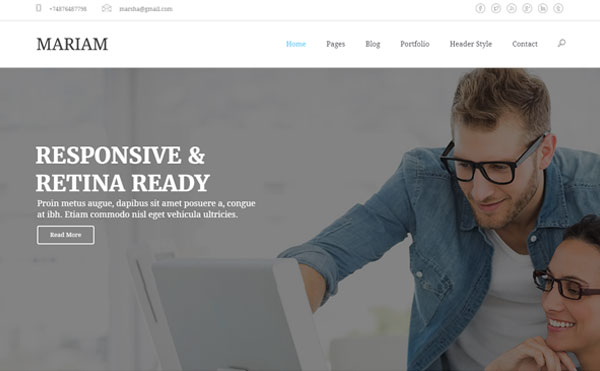 +74876487798 marsha@gmail.com
MARIAM Home Pages Blog Portfolio Header Style Contact
RESPONSIVE &
RETINA READY
Proin metus augue, dapibus sit amet posuere a, congue
at ibh. Etiam commodo nisl eget vehicula ultricies.
Read More